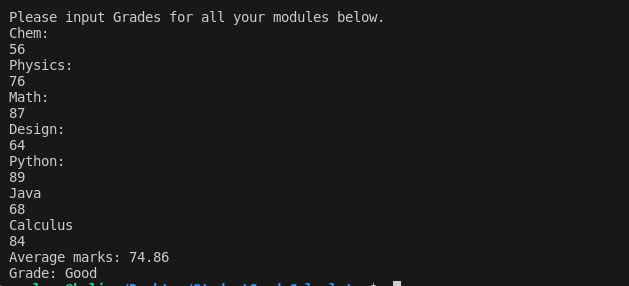 Please input Grades for all your modules below.
Chem:
56
Physics:
76
Math:
87
Design:
64
Python:
89
Java
68
Calculus
84
Average marks: 74.86
Grade: Good